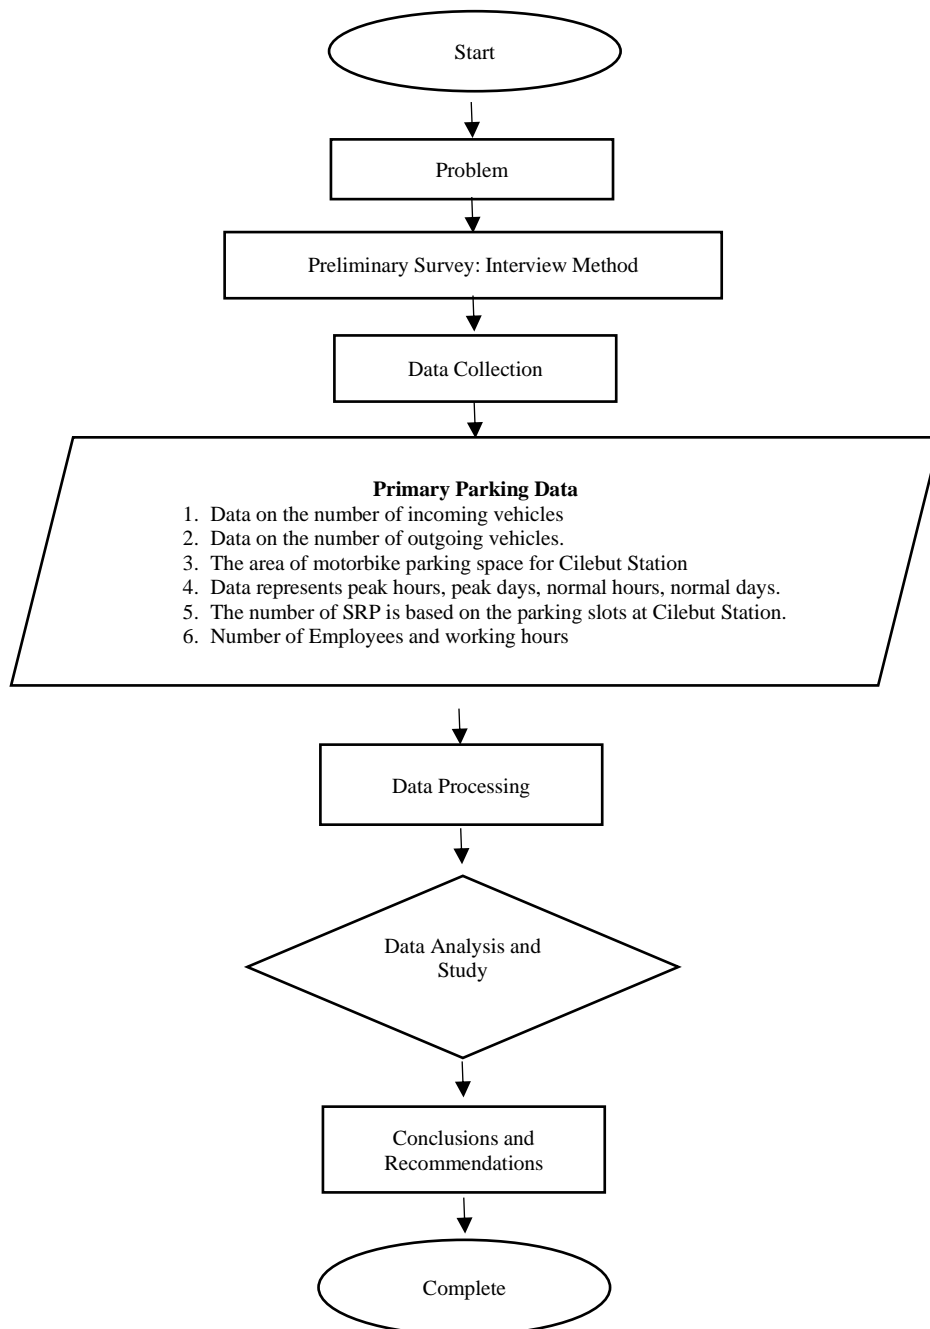 Start
Problem
Preliminary Survey: Interview Method
Data Collection
Primary Parking Data
1. Data on the number of incoming vehicles
2. Data on the number of outgoing vehicles.
3. The area of motorbike parking space for Cilebut Station
4. Data represents peak hours, peak days, normal hours, normal days.
5. The number of SRP is based on the parking slots at Cilebut Station.
6. Number of Employees and working hours
Data Processing
Data Analysis and
Study
Conclusions and
Recommendations
Complete